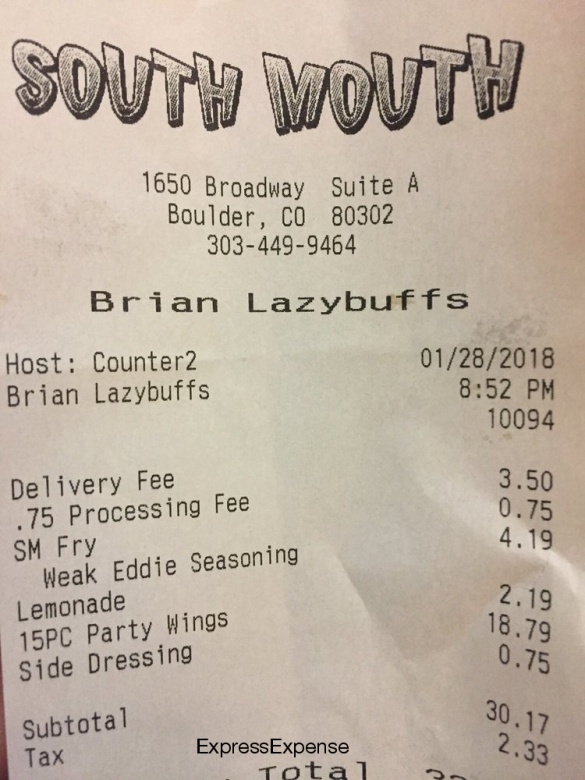 SOUTH MOUTH
1650 Broadway Suite A
Boulder, CO 80302
303-449-9464
Brian Lazybuffs
Host: Counter2 01/28/2018
Brian Lazybuffs 8:52 PM
10094
Delivery Fee 3.50
.75 Processing Fee 0.75
SM Fry 4.19
Weak Eddie Seasoning
Lemonade 2.19
15PC Party Wings 18.79
Side Dressing 0.75
Subtotal 30.17
Tax 2.33
ExpressExpense
Total